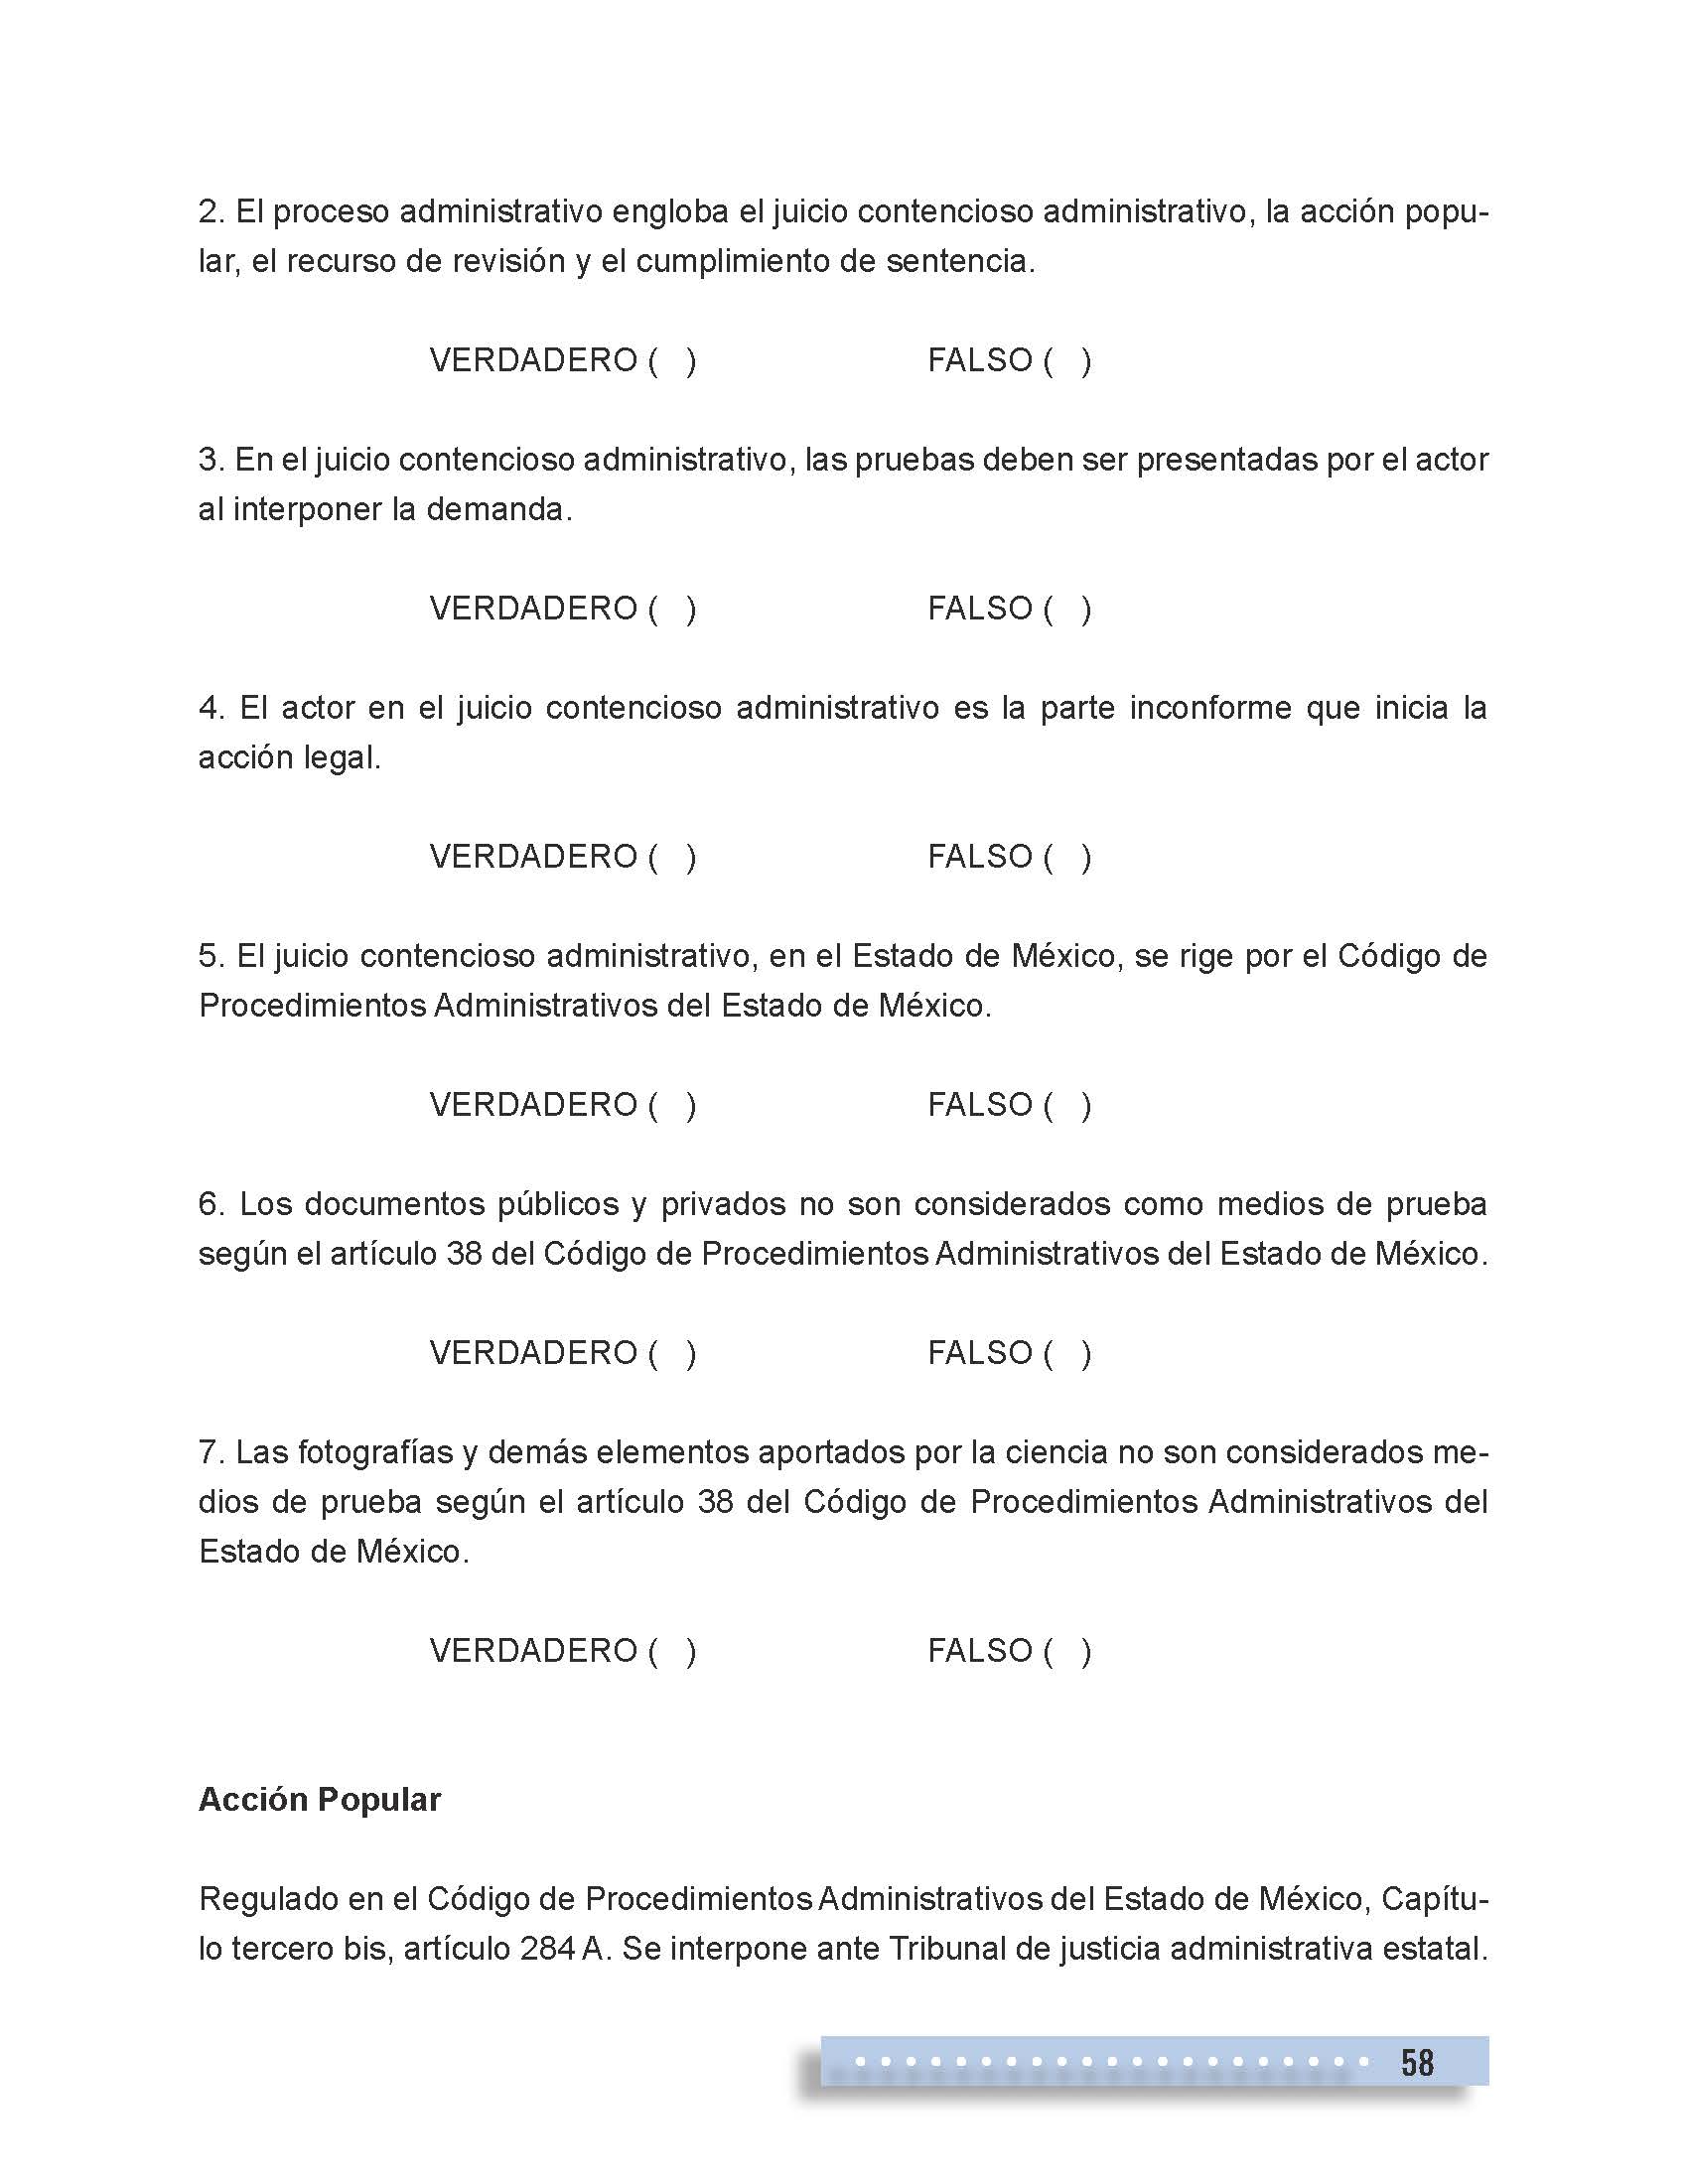 2. El proceso administrativo engloba el juicio contencioso administrativo, la acción popu-
lar, el recurso de revisión y el cumplimiento de sentencia.
VERDADERO (   )                    FALSO (   )
3. En el juicio contencioso administrativo, las pruebas deben ser presentadas por el actor
al interponer la demanda.
VERDADERO (   )                    FALSO (   )
4. El actor en el juicio contencioso administrativo es la parte inconforme que inicia la
acción legal.
VERDADERO (   )                    FALSO (   )
5. El juicio contencioso administrativo, en el Estado de México, se rige por el Código de
Procedimientos Administrativos del Estado de México.
VERDADERO (   )                    FALSO (   )
6. Los documentos públicos y privados no son considerados como medios de prueba
según el artículo 38 del Código de Procedimientos Administrativos del Estado de México.
VERDADERO (   )                    FALSO (   )
7. Las fotografías y demás elementos aportados por la ciencia no son considerados me-
dios de prueba según el artículo 38 del Código de Procedimientos Administrativos del
Estado de México.
VERDADERO (   )                    FALSO (   )
Acción Popular
Regulado en el Código de Procedimientos Administrativos del Estado de México, Capítu-
lo tercero bis, artículo 284 A. Se interpone ante Tribunal de justicia administrativa estatal.
58